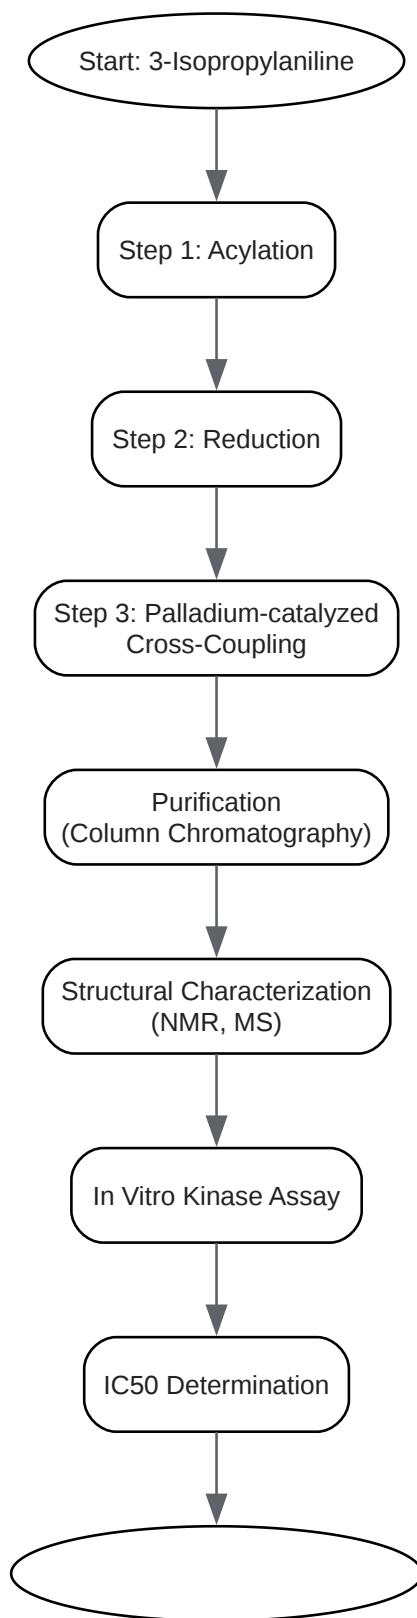 Start: 3-Isopropylaniline
Step 1: Acylation
Step 2: Reduction
Step 3: Palladium-catalyzed
Cross-Coupling
Purification
(Column Chromatography)
Structural Characterization
(NMR, MS)
In Vitro Kinase Assay
IC50 Determination